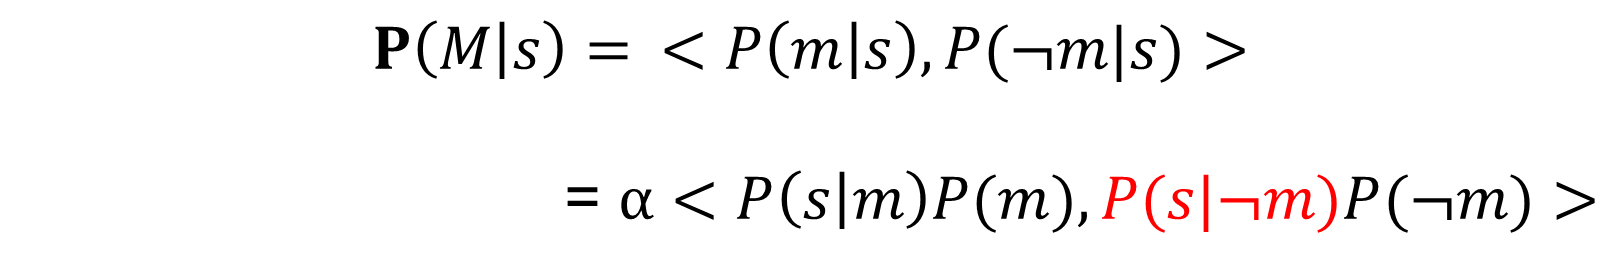 P(M|s) = < P(m|s), P(¬m|s) >
= α < P(s|m)P(m), P(s|¬m)P(¬m) >